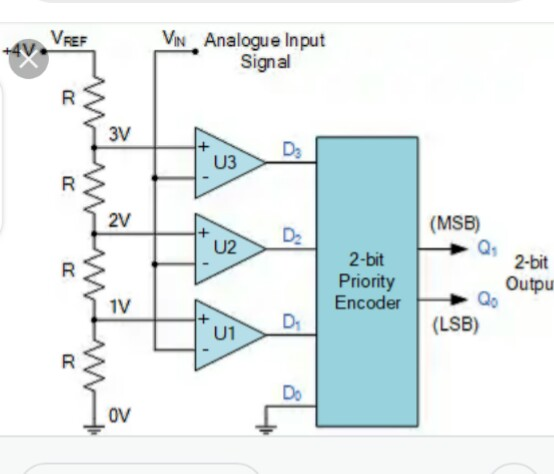 VREF
VIN Analogue Input
Signal
+4V
R
3V
+
U3
-
D3
R
2V
+
U2
-
D2
2-bit
Priority
Encoder
(MSB)
Q1
2-bit
Outpu
Q0
(LSB)
R
1V
+
U1
-
D1
R
D0
0V